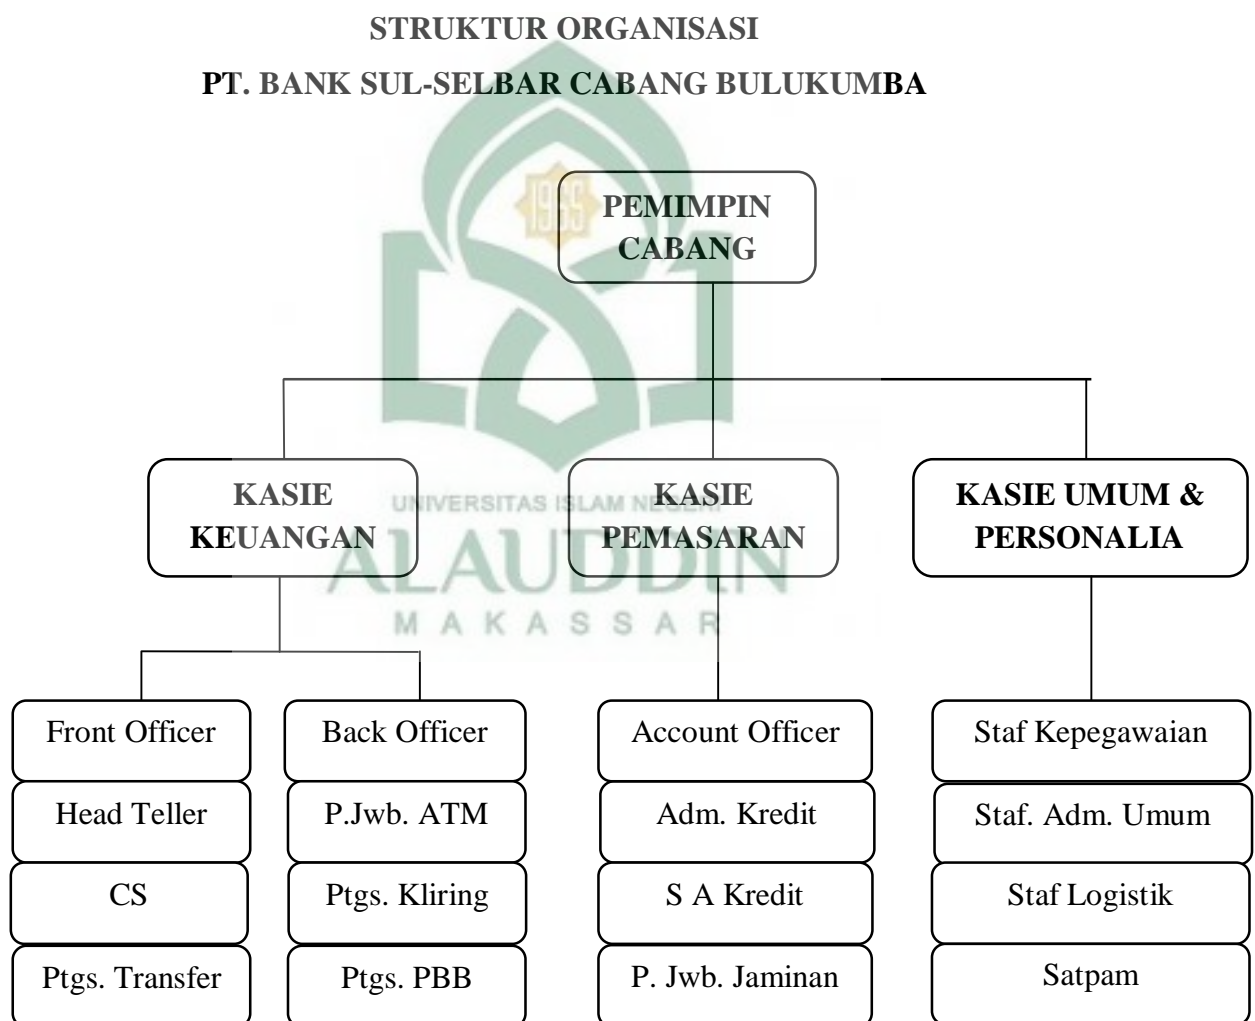 STRUKTUR ORGANISASI
PT. BANK SUL-SELBAR CABANG BULUKUMBA
1965
PEMIMPIN
CABANG
KASIE
KEUANGAN
KASIE
PEMASARAN
KASIE UMUM &
PERSONALIA
UNIVERSITAS ISLAM NEGERI
ALAUDDIN
MAKASSAR
Front Officer
Head Teller
CS
Ptgs. Transfer
Back Officer
P.Jwb. ATM
Ptgs. Kliring
Ptgs. PBB
Account Officer
Adm. Kredit
S A Kredit
P. Jwb. Jaminan
Staf Kepegawaian
Staf. Adm. Umum
Staf Logistik
Satpam